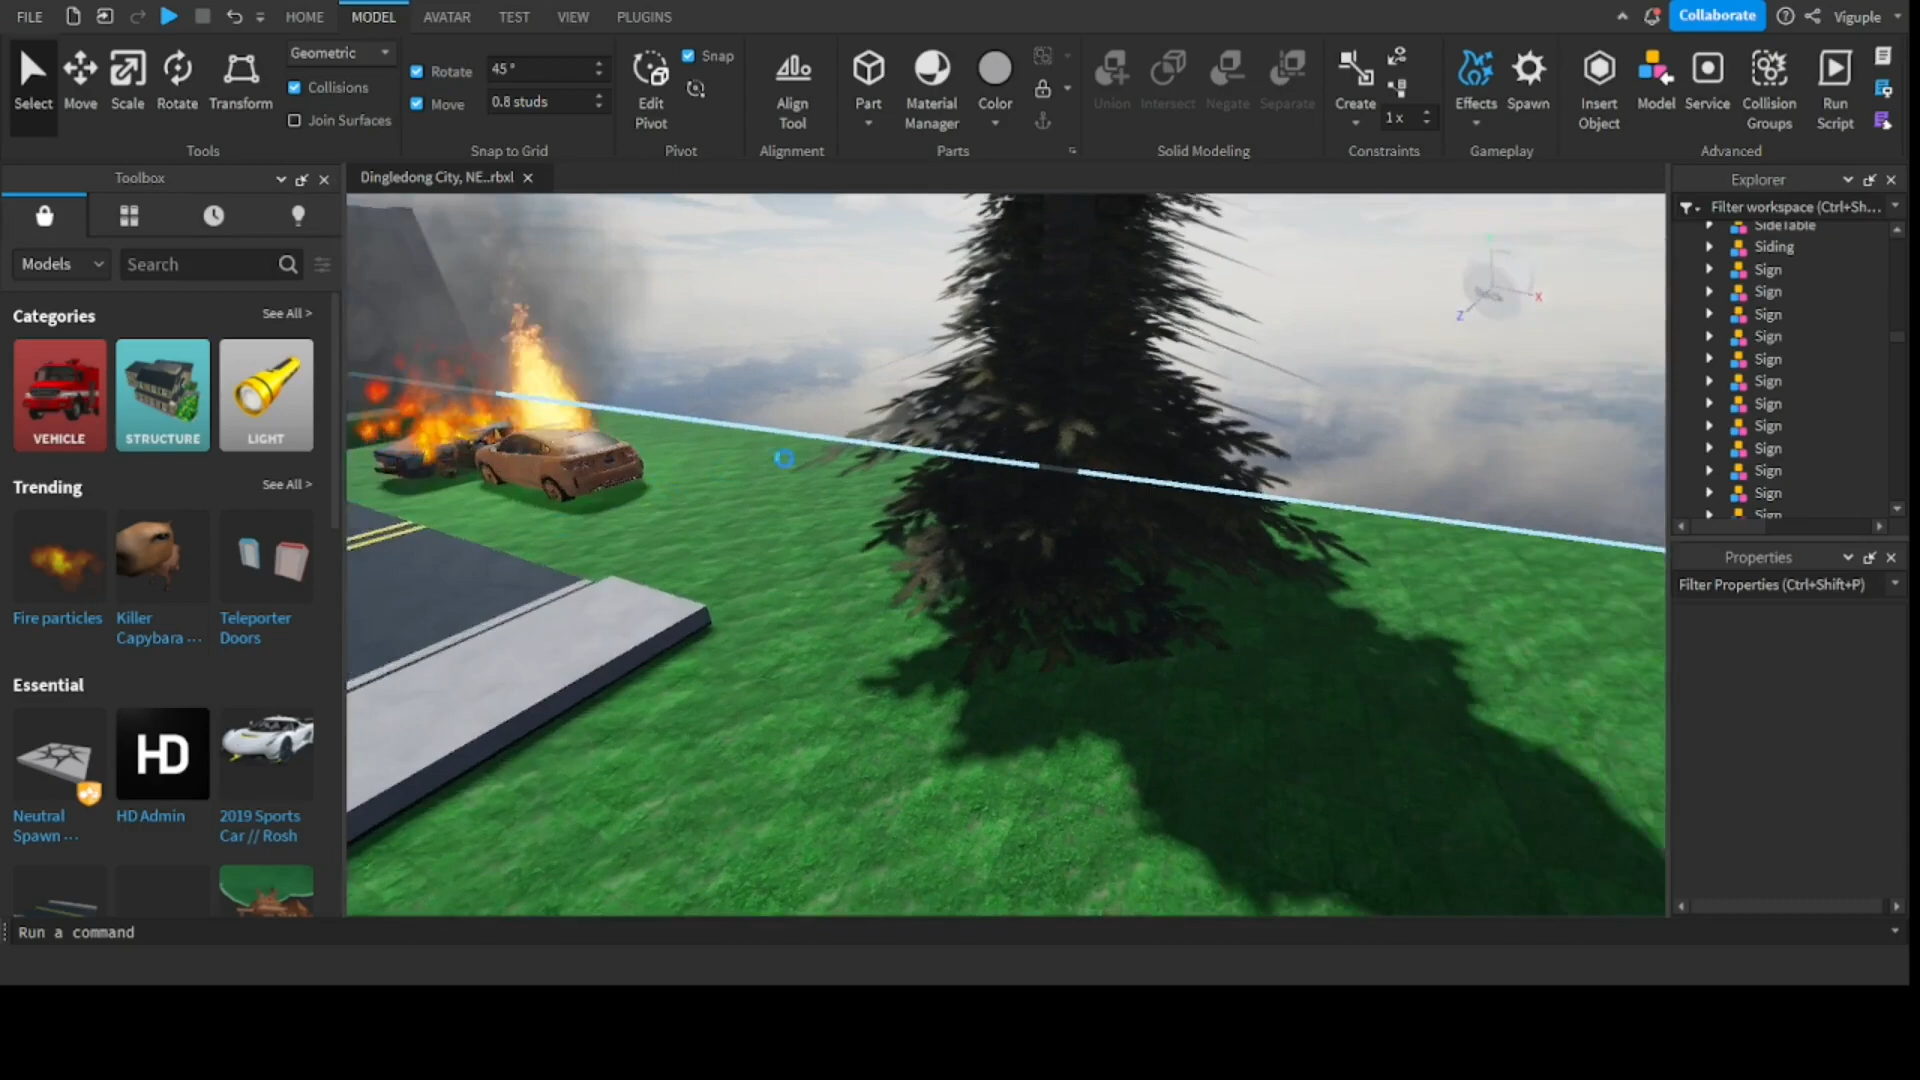 FILE HOME MODEL AVATAR TEST VIEW PLUGINS Collaborate Viguple
Select Move Scale Rotate Transform
Geometric
Collisions
Join Surfaces
Tools
Rotate 45 °
Move 0.8 studs
Snap to Grid
Edit Pivot
Snap
Pivot
Align Tool
Alignment
Part
Material Manager
Color
Parts
Union Intersect Negate Separate
Solid Modeling
Create
1 x
Constraints
Effects Spawn
Gameplay
Insert Object
Model
Service
Collision Groups
Run Script
Advanced
Toolbox
Models
Search
Categories See All >
VEHICLE STRUCTURE LIGHT
Trending See All >
Fire particles
Killer Capybara ...
Teleporter Doors
Essential See All >
HD
Neutral Spawn ...
HD Admin
2019 Sports Car // Rosh
Dingledong City, NE...rbxl
X
Z
Explorer
Filter workspace (Ctrl+Sh...
SideTable
Siding
Sign
Sign
Sign
Sign
Sign
Sign
Sign
Sign
Sign
Sign
Sign
Sign
Properties
Filter Properties (Ctrl+Shift+P)
Run a command